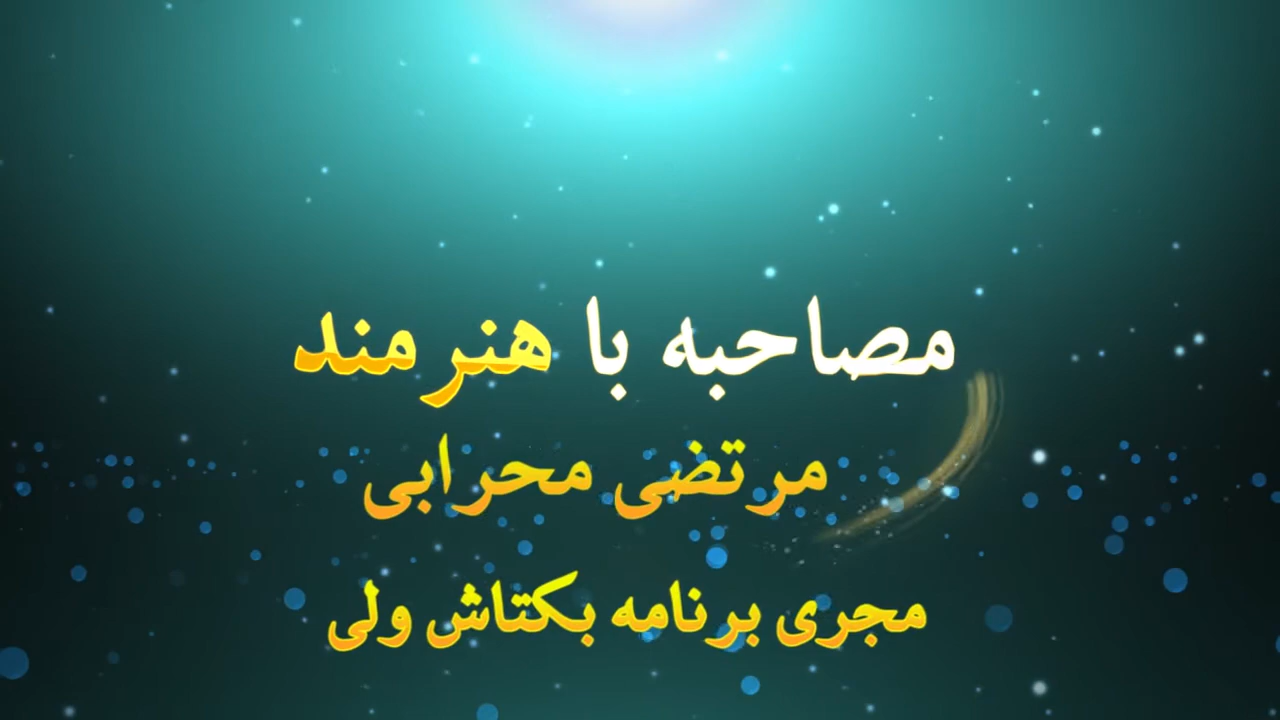 مصاحبه با هنرمند
مرتضی محرابی
مجری برنامه بکتاش ولی